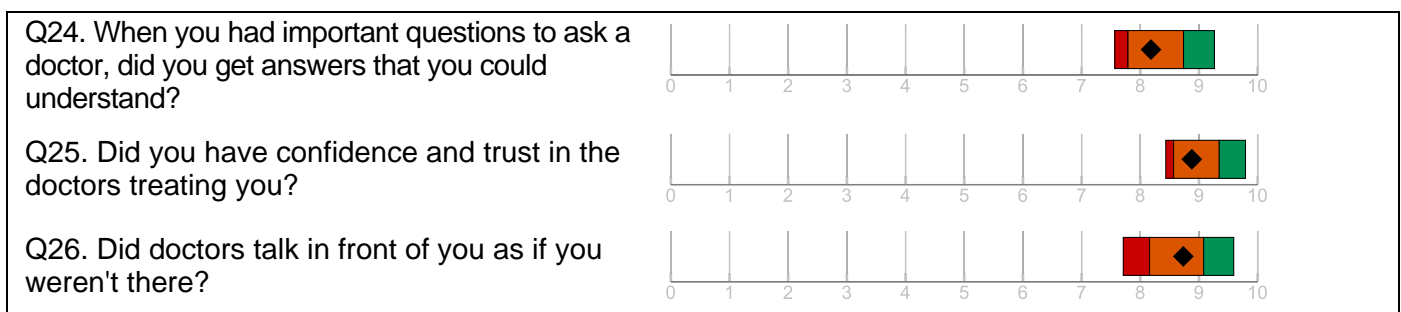 Q24. When you had important questions to ask a
doctor, did you get answers that you could
understand?
0 1 2 3 4 5 6 7 8 9 10
Q25. Did you have confidence and trust in the
doctors treating you?
0 1 2 3 4 5 6 7 8 9 10
Q26. Did doctors talk in front of you as if you
weren't there?
0 1 2 3 4 5 6 7 8 9 10